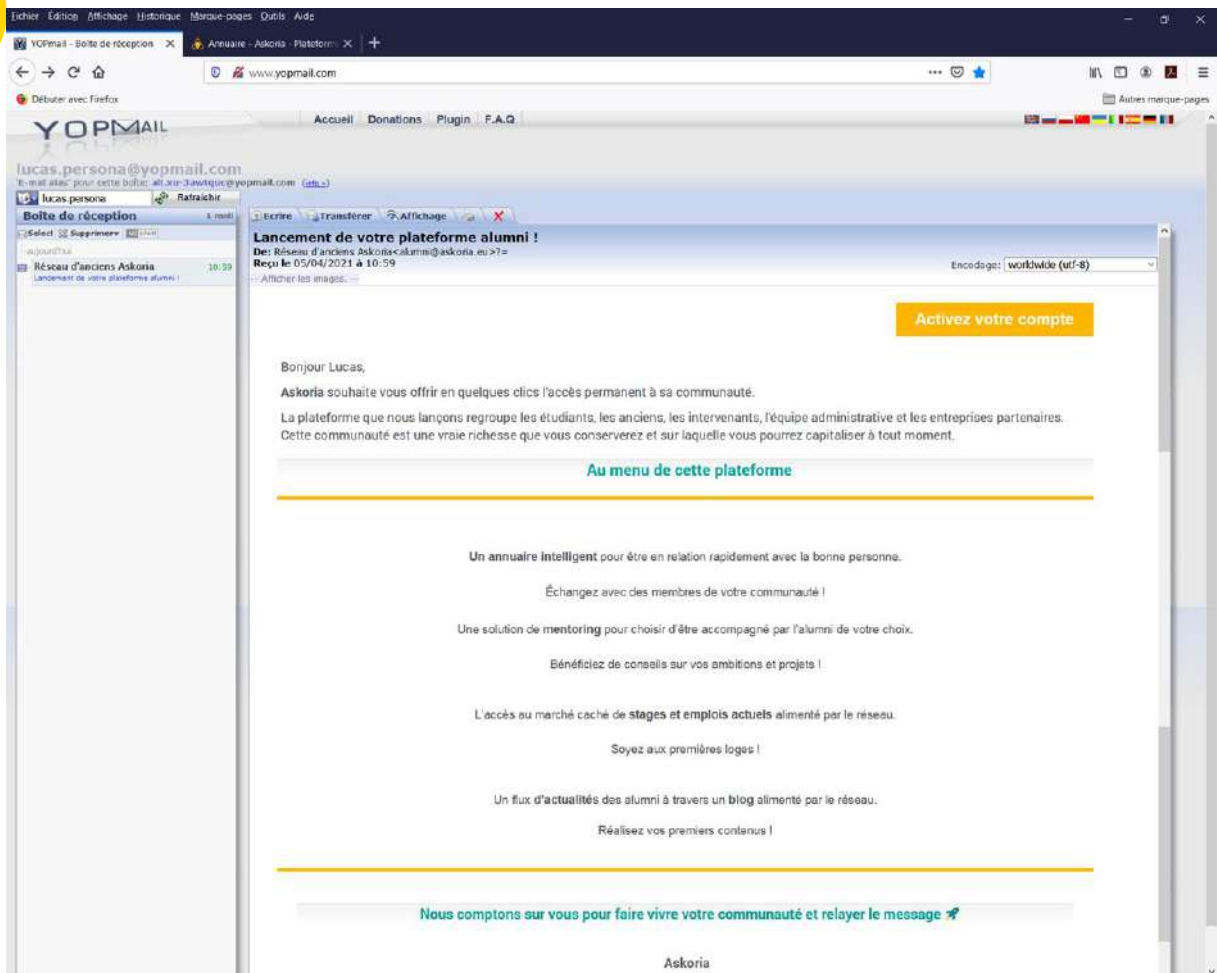 Fichier Édition Affichage Historique Marque-pages Outils Aide
YOPmail - Boîte de réception
Annuaire - Askoria - Plateform
www.yopmail.com
Débuter avec Firefox
Autres marque-pages
YOPMAIL
Accueil Donations Plugin F.A.Q
lucas.persona@yopmail.com
'E-mail alias' pour cette boîte: @yopmail.com
lucas.persona Rafraichir
Boîte de réception
Ecrire Transférer Affichage X
Select Supprimer
aujourd'hui
Réseau d'anciens Askoria 10:59
Lancement de votre plateforme alumni !
Lancement de votre plateforme alumni !
De: Réseau d'anciens Askoria<alumni@askoria.eu>?=
Reçu le 05/04/2021 à 10:59
Encodage: worldwide (utf-8)
--- Afficher les images. ---
Activez votre compte
Bonjour Lucas,
Askoria souhaite vous offrir en quelques clics l'accès permanent à sa communauté.
La plateforme que nous lançons regroupe les étudiants, les anciens, les intervenants, l'équipe administrative et les entreprises partenaires.
Cette communauté est une vraie richesse que vous conserverez et sur laquelle vous pourrez capitaliser à tout moment.
Au menu de cette plateforme
Un annuaire intelligent pour être en relation rapidement avec la bonne personne.
Échangez avec des membres de votre communauté !
Une solution de mentoring pour choisir d'être accompagné par l'alumni de votre choix.
Bénéficiez de conseils sur vos ambitions et projets !
L'accès au marché caché de stages et emplois actuels alimenté par le réseau.
Soyez aux premières loges !
Un flux d'actualités des alumni à travers un blog alimenté par le réseau.
Réalisez vos premiers contenus !
Nous comptons sur vous pour faire vivre votre communauté et relayer le message 🚀
Askoria